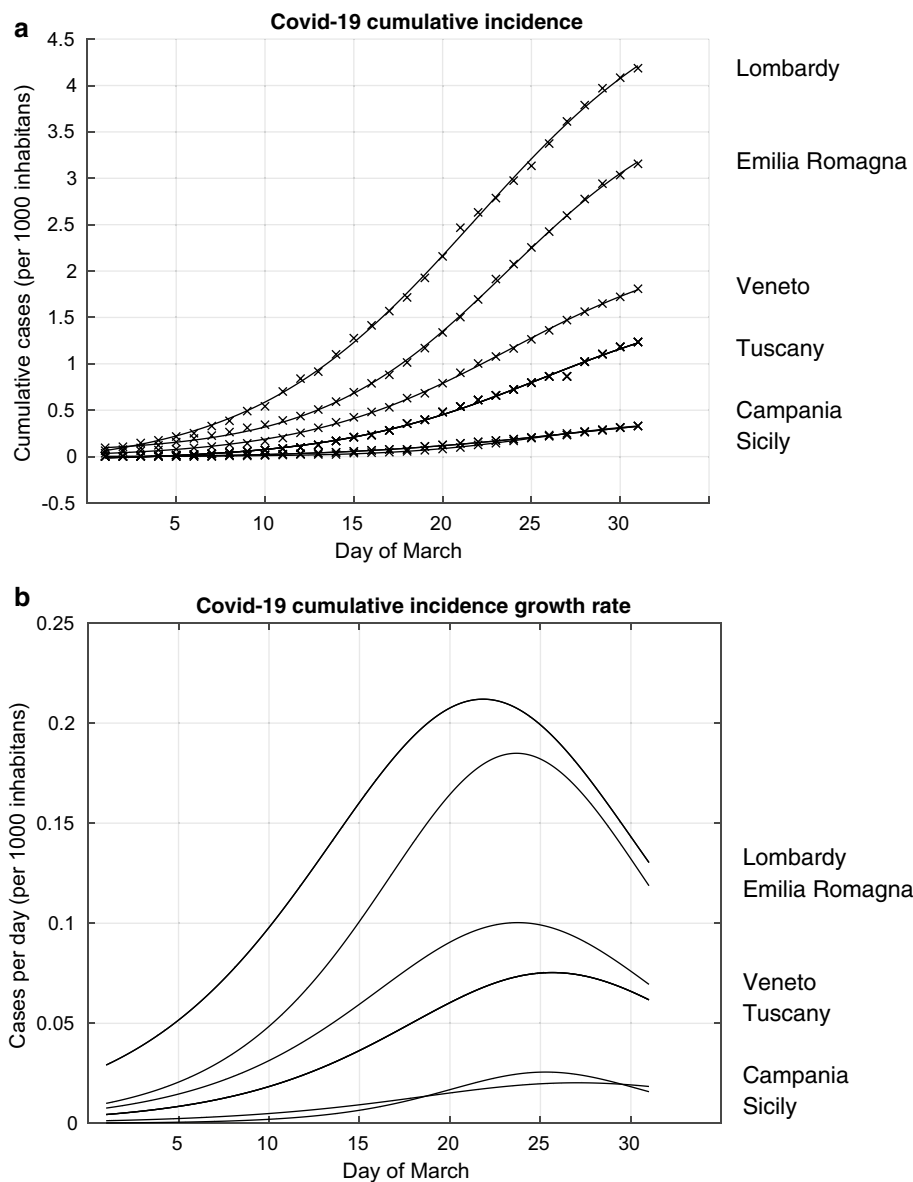 a
Covid-19 cumulative incidence
Cumulative cases (per 1000 inhabitans)
4.5
4
3.5
3
2.5
2
1.5
1
0.5
0
-0.5
5 10 15 20 25 30
Day of March
Lombardy
Emilia Romagna
Veneto
Tuscany
Campania
Sicily
b
Covid-19 cumulative incidence growth rate
Cases per day (per 1000 inhabitans)
0.25
0.2
0.15
0.1
0.05
0
5 10 15 20 25 30
Day of March
Lombardy
Emilia Romagna
Veneto
Tuscany
Campania
Sicily